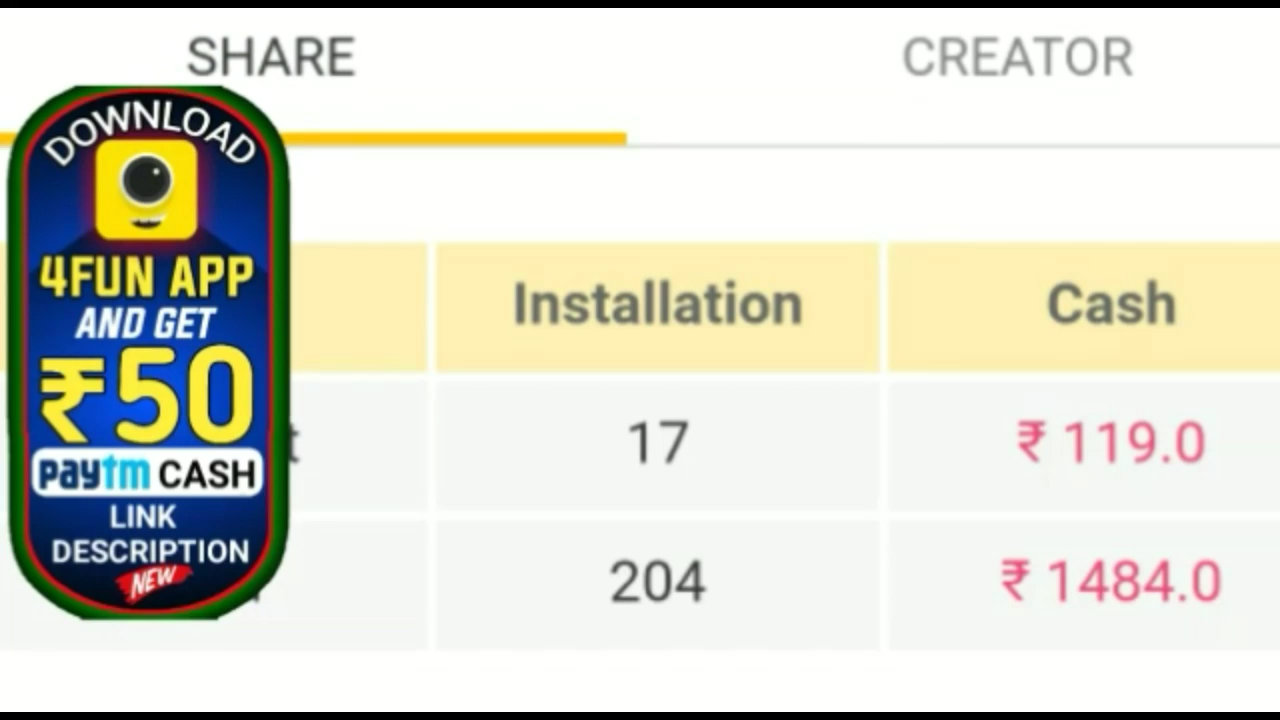 SHARE CREATOR
DOWNLOAD
4FUN APP
AND GET
₹50
paytm CASH
LINK
DESCRIPTION
NEW
Installation Cash
17 ₹ 119.0
204 ₹ 1484.0